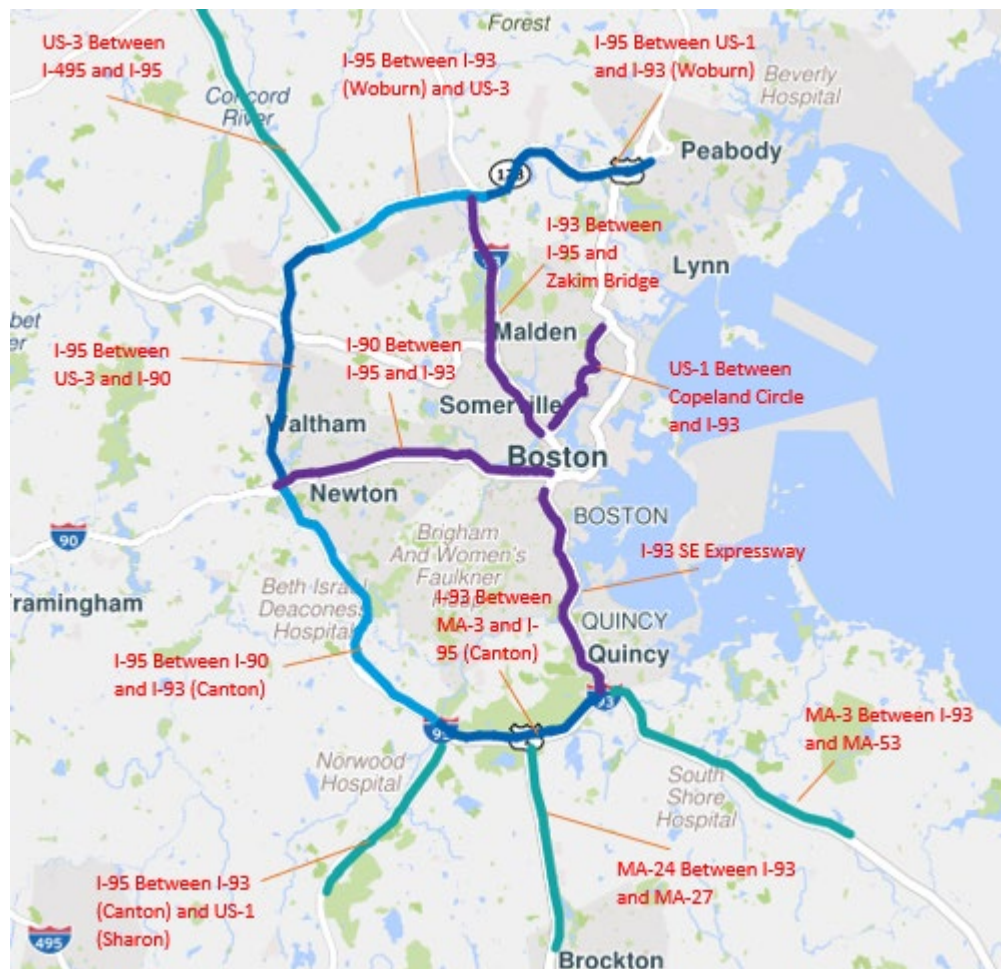 Forest
US-3 Between
I-495 and I-95
I-95 Between I-93
(Woburn) and US-3
I-95 Between US-1
and I-93 (Woburn)
Beverly
Hospital
Concord
River
Peabody
I-93 Between
I-95 and
Zakim Bridge
Lynn
Malden
I-95 Between
US-3 and I-90
I-90 Between
I-95 and I-93
US-1 Between
Copeland Circle
and I-93
Somerville
Waltham
Boston
Newton
BOSTON
90
Brigham
And Women's
Faulkner
I-93 SE Expressway
Beth Israel
Deaconess
Hospital
ramingham
I-93 Between
MA-3 and I-
95 (Canton)
QUINCY
Quincy
I-95 Between I-90
and I-93 (Canton)
93
MA-3 Between I-93
and MA-53
Norwood
Hospital
South
Shore
Hospital
I-95 Between I-93
(Canton) and US-1
(Sharon)
MA-24 Between I-93
and MA-27
495
Brockton